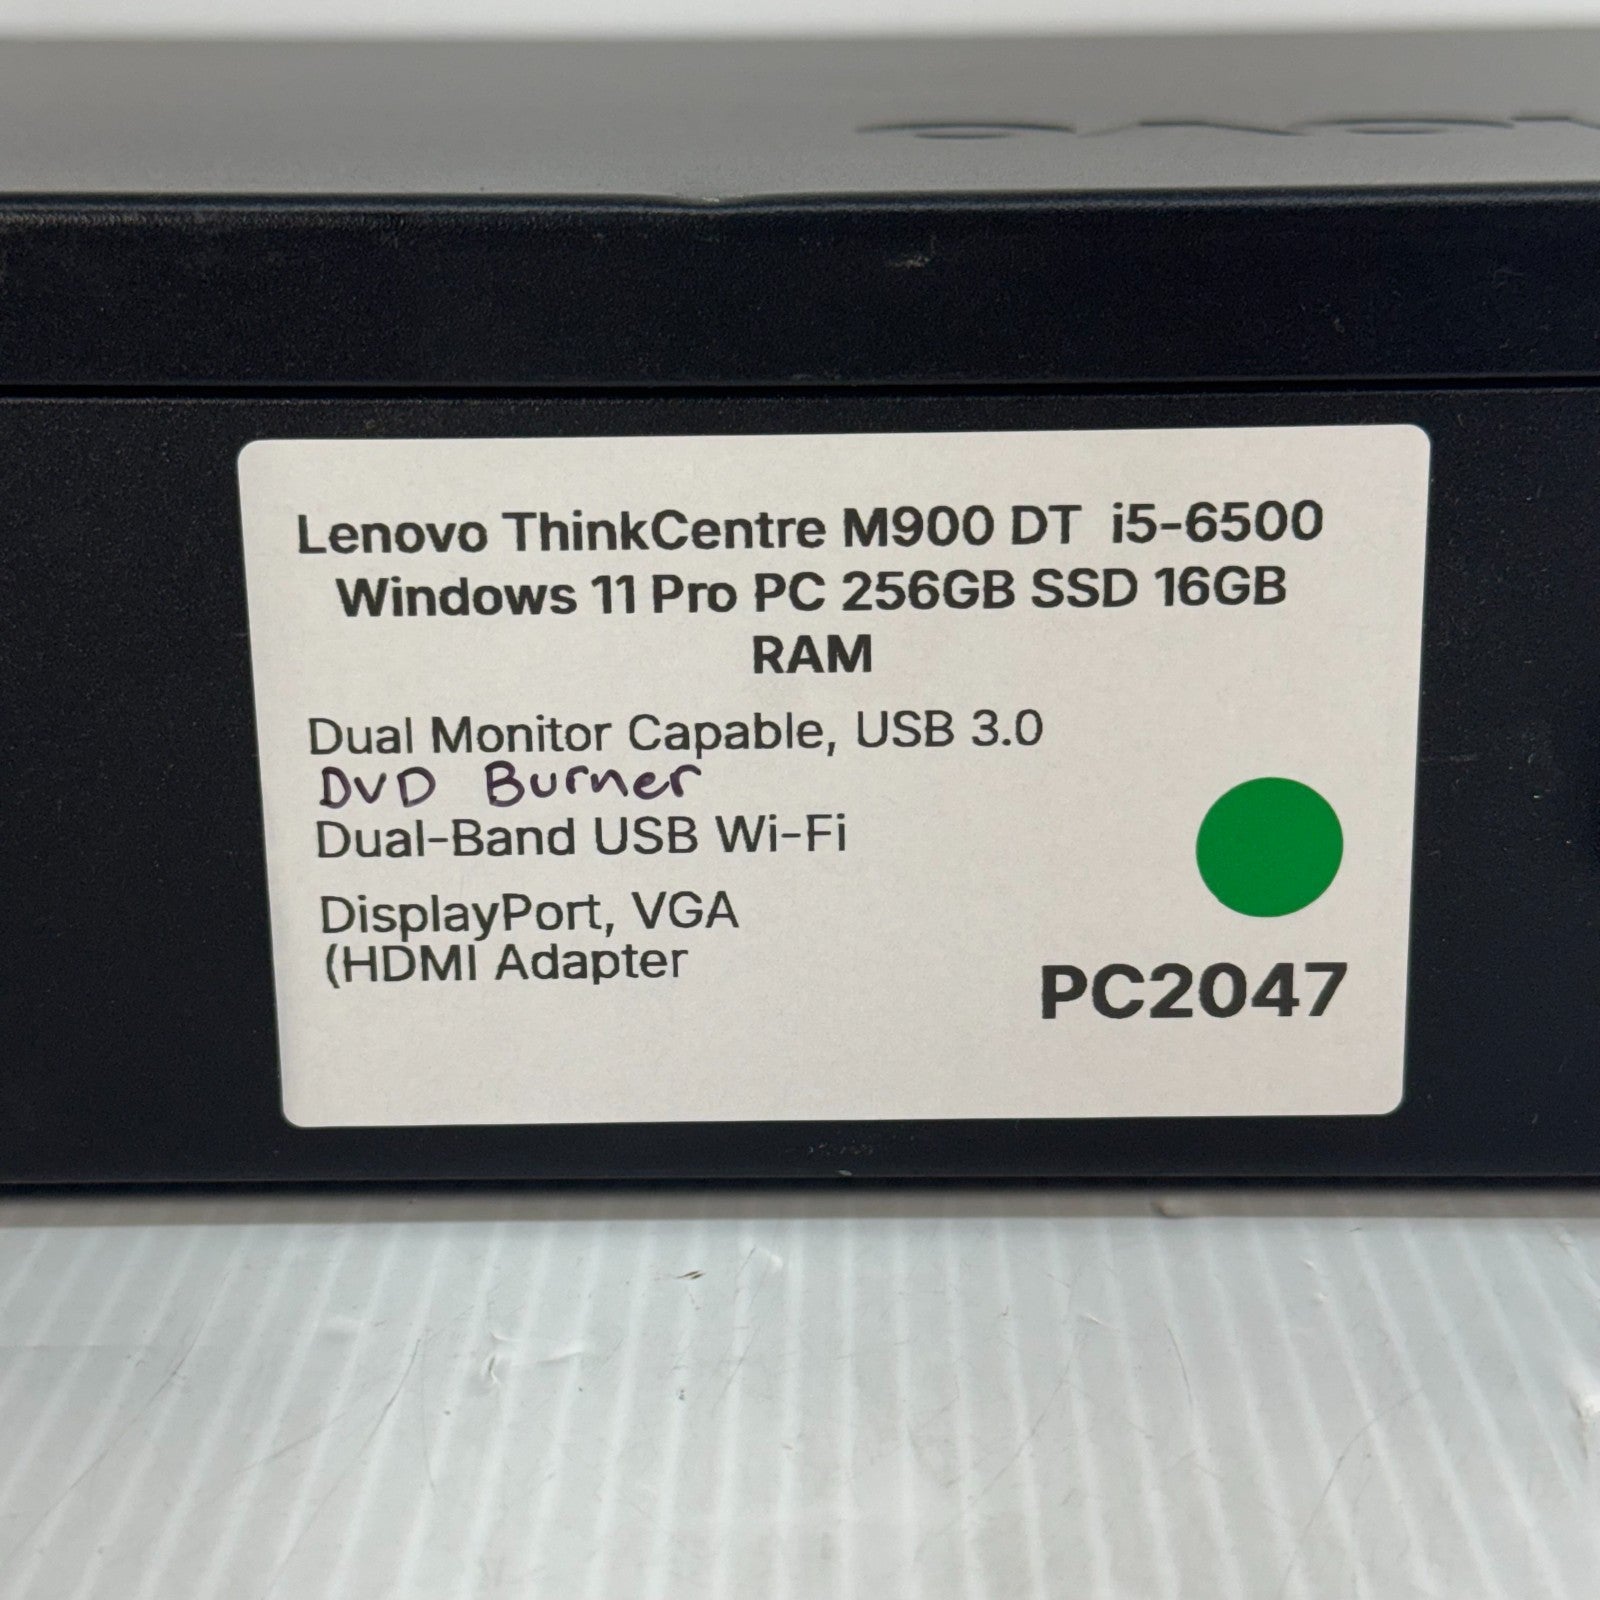 Lenovo ThinkCentre M900 DT i5-6500
Windows 11 Pro PC 256GB SSD 16GB
RAM
Dual Monitor Capable, USB 3.0
DVD Burner
Dual-Band USB Wi-Fi
DisplayPort, VGA
(HDMI Adapter
PC2047